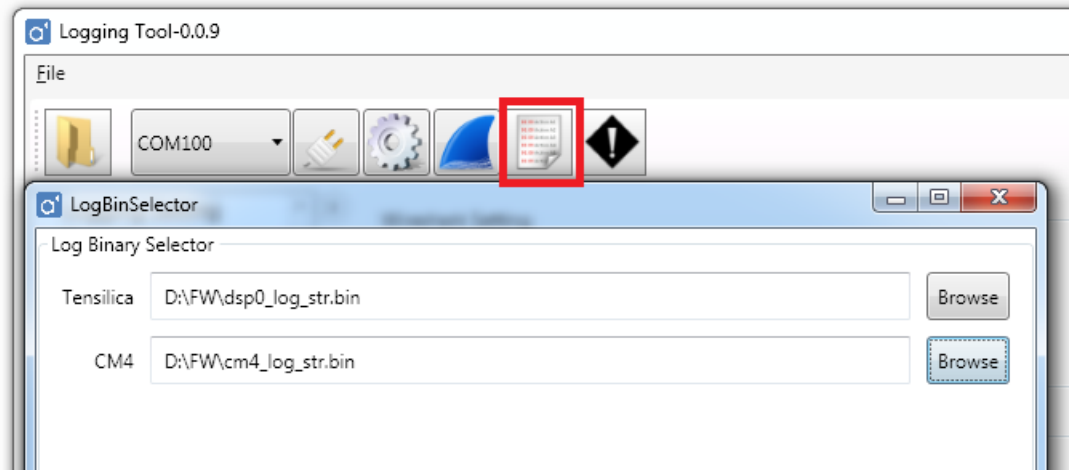 Logging Tool-0.0.9
File
COM100
LogBinSelector
Log Binary Selector
Tensilica D:\FW\dsp0_log_str.bin Browse
CM4 D:\FW\cm4_log_str.bin Browse